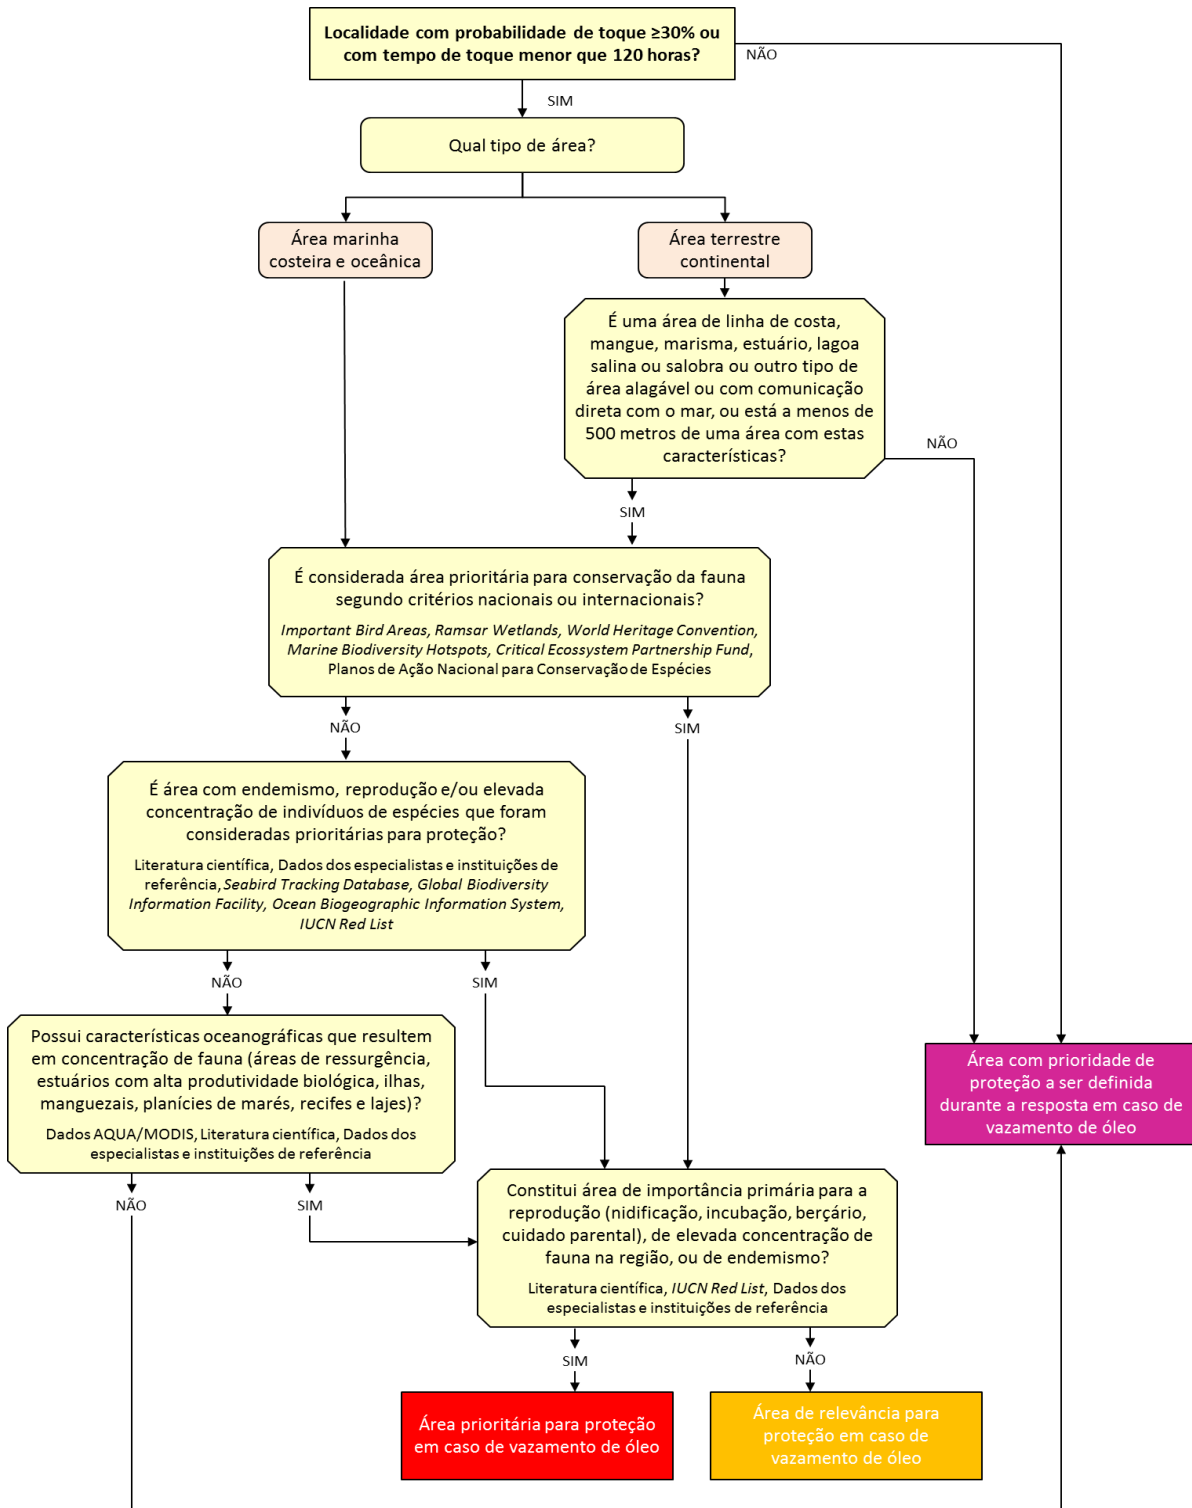 Localidade com probabilidade de toque ≥30% ou
com tempo de toque menor que 120 horas?
NÃO
SIM
Qual tipo de área?
Área marinha
costeira e oceânica
Área terrestre
continental
É uma área de linha de costa,
mangue, marisma, estuário, lagoa
salina ou salobra ou outro tipo de
área alagável ou com comunicação
direta com o mar, ou está a menos de
500 metros de uma área com estas
características?
NÃO
SIM
É considerada área prioritária para conservação da fauna
segundo critérios nacionais ou internacionais?
Important Bird Areas, Ramsar Wetlands, World Heritage Convention,
Marine Biodiversity Hotspots, Critical Ecosystem Partnership Fund,
Planos de Ação Nacional para Conservação de Espécies
NÃO
SIM
É área com endemismo, reprodução e/ou elevada
concentração de indivíduos de espécies que foram
consideradas prioritárias para proteção?
Literatura científica, Dados dos especialistas e instituições de
referência, Seabird Tracking Database, Global Biodiversity
Information Facility, Ocean Biogeographic Information System,
IUCN Red List
NÃO
SIM
Possui características oceanográficas que resultem
em concentração de fauna (áreas de ressurgência,
estuários com alta produtividade biológica, ilhas,
manguezais, planícies de marés, recifes e lajes)?
Dados AQUA/MODIS, Literatura científica, Dados dos
especialistas e instituições de referência
NÃO
SIM
Área com prioridade de
proteção a ser definida
durante a resposta em caso de
vazamento de óleo
Constitui área de importância primária para a
reprodução (nidificação, incubação, berçário,
cuidado parental), de elevada concentração de
fauna na região, ou de endemismo?
Literatura científica, IUCN Red List, Dados dos
especialistas e instituições de referência
SIM
NÃO
Área prioritária para proteção
em caso de vazamento de óleo
Área de relevância para
proteção em caso de
vazamento de óleo